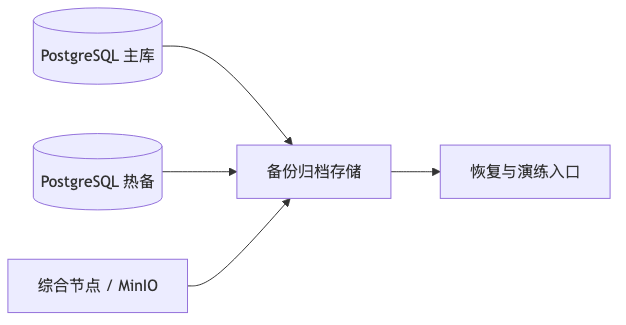 PostgreSQL 主库
PostgreSQL 热备
备份归档存储
恢复与演练入口
综合节点 / MinIO